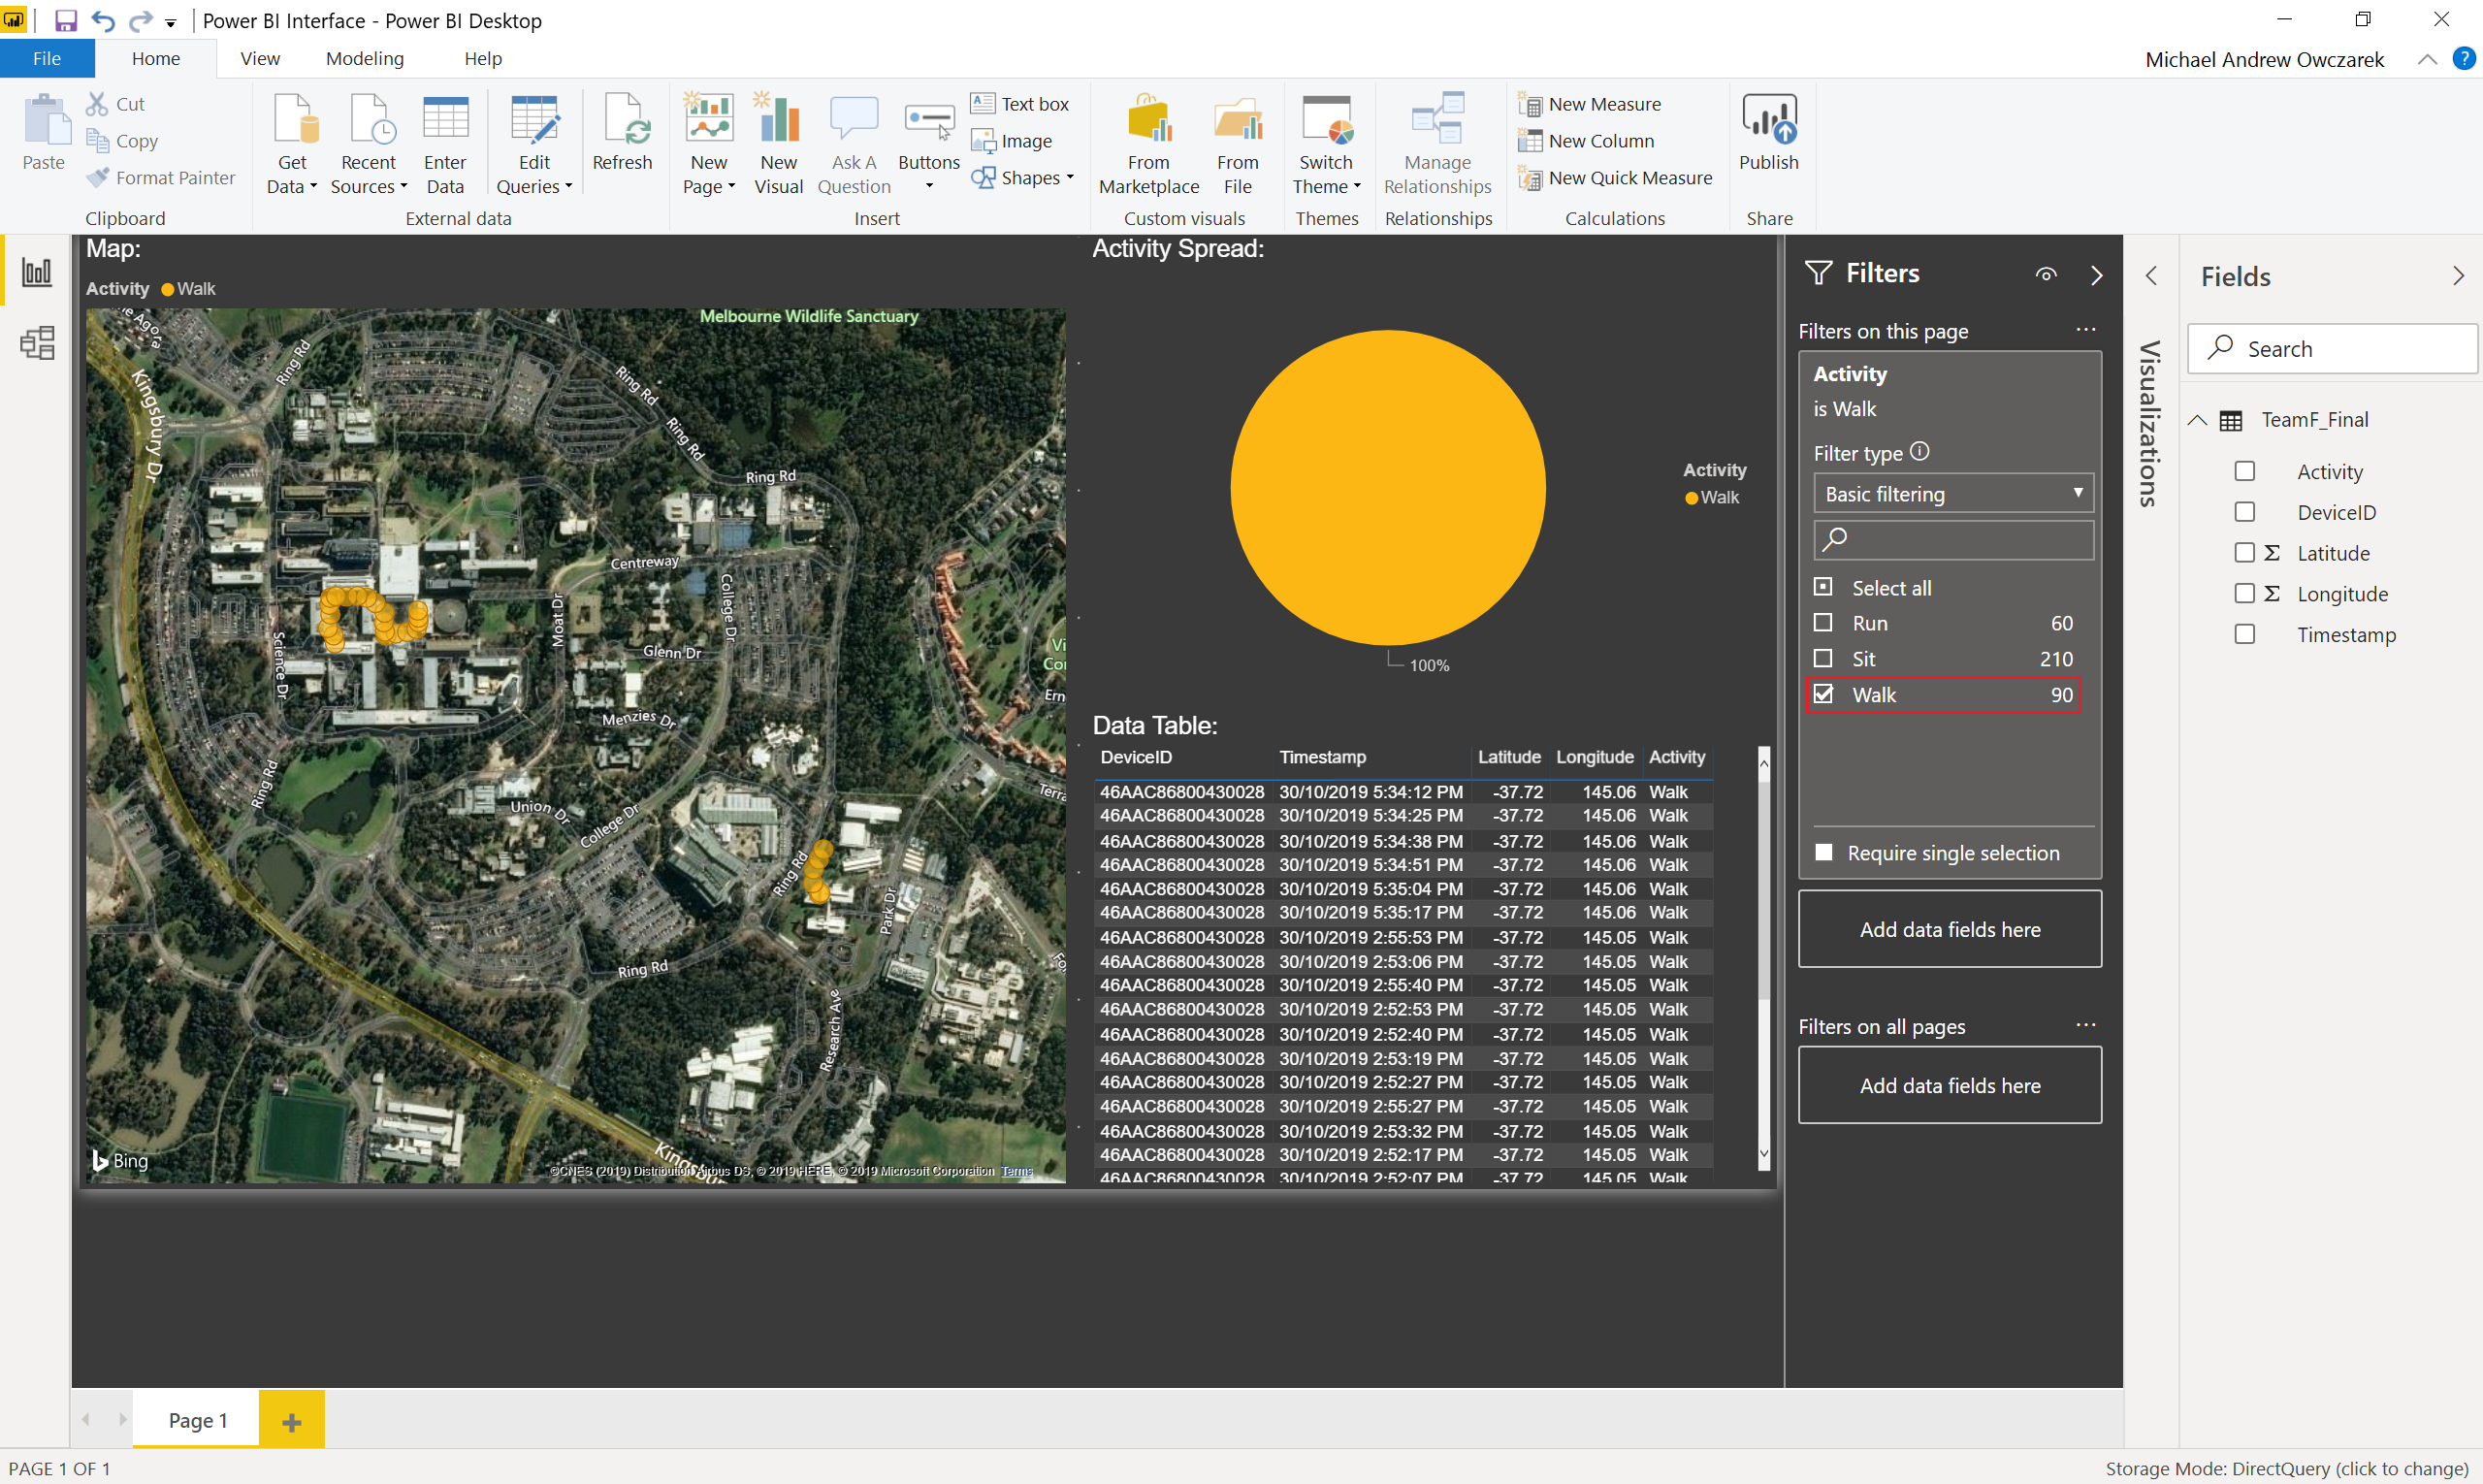 Power BI Interface - Power BI Desktop
File Home View Modeling Help
Michael Andrew Owczarek
Paste
Cut
Copy
Format Painter
Clipboard
Get Data
Recent Sources
Enter Data
Edit Queries
Refresh
External data
New Page
New Visual
Ask A Question
Buttons
Text box
Image
Shapes
Insert
From Marketplace
From File
Custom visuals
Switch Theme
Themes
Manage Relationships
Relationships
New Measure
New Column
New Quick Measure
Calculations
Publish
Share
Map:
Activity Walk
Melbourne Wildlife Sanctuary
Kingsbury Dr
Ring Rd
Ring Rd
Ring Rd
Ring Rd
Centreway
College Dr
Moat Dr
Science Dr
Glenn Dr
Menzies Dr
Ring Rd
Union Dr
College Dr
Ring Rd
Park Dr
Ring Rd
Research Ave
Bing
©CNES (2019) Distribution Airbus DS, © 2019 HERE, © 2019 Microsoft Corporation Terms
Activity Spread:
Activity
Walk
100%
Data Table:
DeviceID Timestamp Latitude Longitude Activity
46AAC86800430028 30/10/2019 5:34:12 PM -37.72 145.06 Walk
46AAC86800430028 30/10/2019 5:34:25 PM -37.72 145.06 Walk
46AAC86800430028 30/10/2019 5:34:38 PM -37.72 145.06 Walk
46AAC86800430028 30/10/2019 5:34:51 PM -37.72 145.06 Walk
46AAC86800430028 30/10/2019 5:35:04 PM -37.72 145.06 Walk
46AAC86800430028 30/10/2019 5:35:17 PM -37.72 145.06 Walk
46AAC86800430028 30/10/2019 2:55:53 PM -37.72 145.05 Walk
46AAC86800430028 30/10/2019 2:53:06 PM -37.72 145.05 Walk
46AAC86800430028 30/10/2019 2:55:40 PM -37.72 145.05 Walk
46AAC86800430028 30/10/2019 2:52:53 PM -37.72 145.05 Walk
46AAC86800430028 30/10/2019 2:52:40 PM -37.72 145.05 Walk
46AAC86800430028 30/10/2019 2:53:19 PM -37.72 145.05 Walk
46AAC86800430028 30/10/2019 2:52:27 PM -37.72 145.05 Walk
46AAC86800430028 30/10/2019 2:55:27 PM -37.72 145.05 Walk
46AAC86800430028 30/10/2019 2:53:32 PM -37.72 145.05 Walk
46AAC86800430028 30/10/2019 2:52:17 PM -37.72 145.05 Walk
46AAC86800430028 30/10/2019 2:52:07 PM -37.72 145.05 Walk
Filters
Filters on this page ...
Activity
is Walk
Filter type
Basic filtering
Select all
Run 60
Sit 210
Walk 90
Require single selection
Add data fields here
Filters on all pages ...
Add data fields here
Visualizations
Fields
Search
TeamF_Final
Activity
DeviceID
Σ Latitude
Σ Longitude
Timestamp
Page 1
PAGE 1 OF 1
Storage Mode: DirectQuery (click to change)